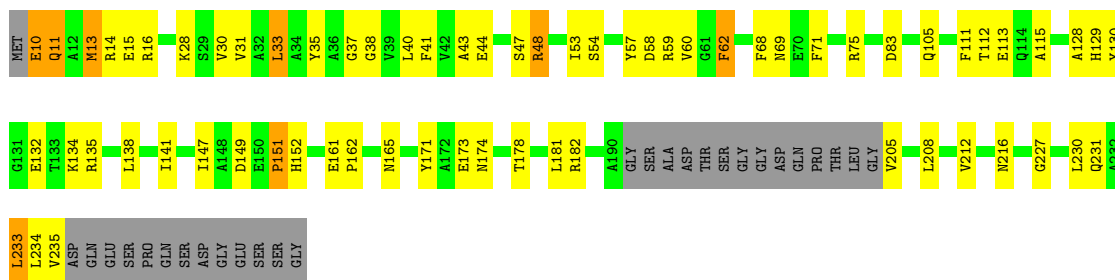 MET E10 Q11 A12 M13 R14 E15 R16 K28 S29 V30 V31 A32 L33 A34 Y35 A36 G37 G38 V39 L40 F41 V42 A43 E44 S47 R48 I53 S54 Y57 D58 R59 V60 G61 F62 F68 N69 E70 F71 R75 D83 Q105 F111 T112 E113 Q114 A115 A128 H129
G131 E132 T133 K134 R135 L138 I141 I147 A148 D149 E150 P151 H152 E161 P162 N165 Y171 A172 E173 N174 T178 L181 R182 A190 GLY SER ALA ASP THR SER GLY GLY ASP GLN PRO THR LEU GLY V205 L208 V212 N216 G227 L230 Q231 A232
L233 L234 V235 ASP GLN GLU SER PRO GLN SER ASP GLY GLU SER SER GLY